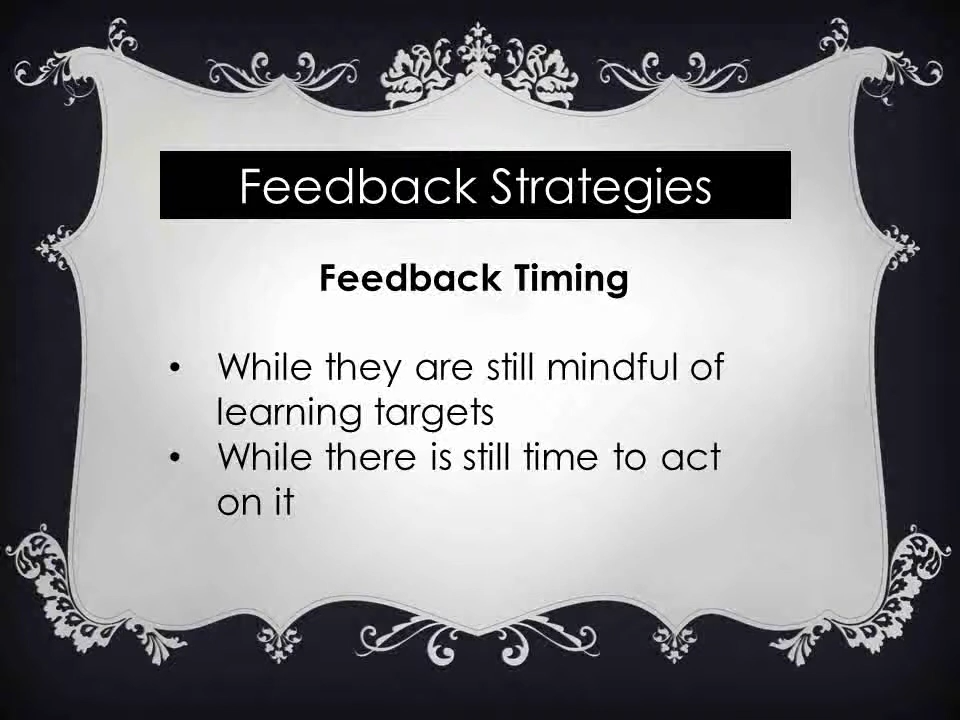 Feedback Strategies
Feedback Timing
• While they are still mindful of
learning targets
• While there is still time to act
on it